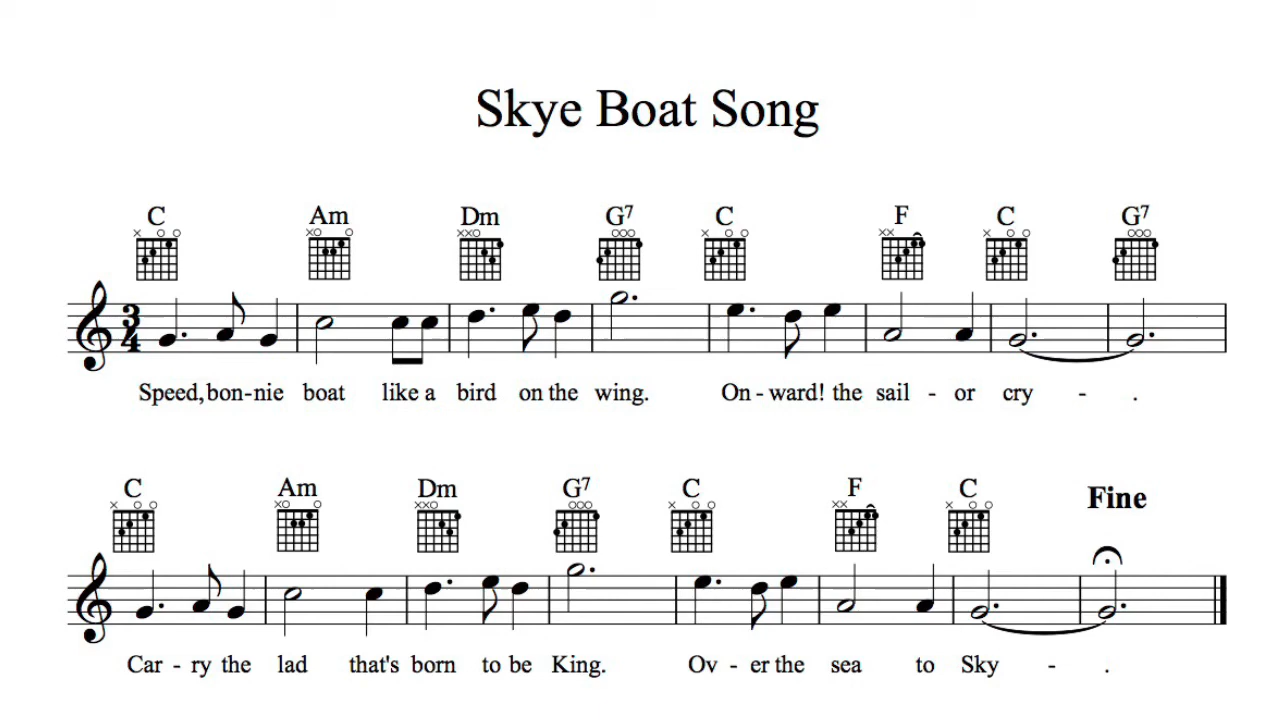 Skye Boat Song
C Am Dm G7 C F C G7
3
4
Speed, bon-nie boat like a bird on the wing. On-ward! the sail - or cry - .
C Am Dm G7 C F C Fine
Car - ry the lad that's born to be King. Ov - er the sea to Sky - .